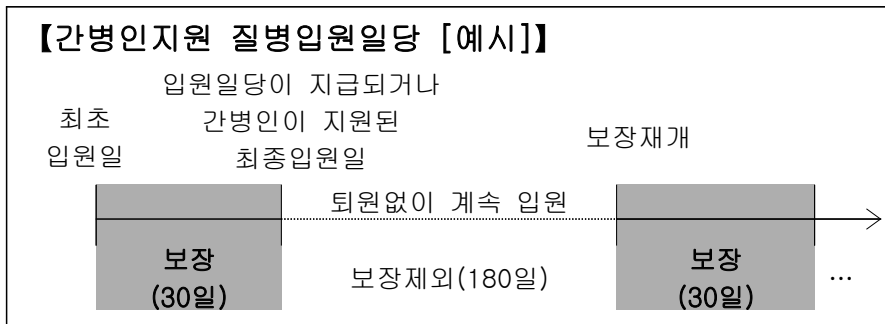 【간병인지원 질병입원일당 [예시]】
입원일당이 지급되거나
최초
간병인이 지원된
보장재개
입원일
최종입원일
퇴원없이 계속 입원
보장
(30일)
보장제외(180일)
보장
(30일)
…